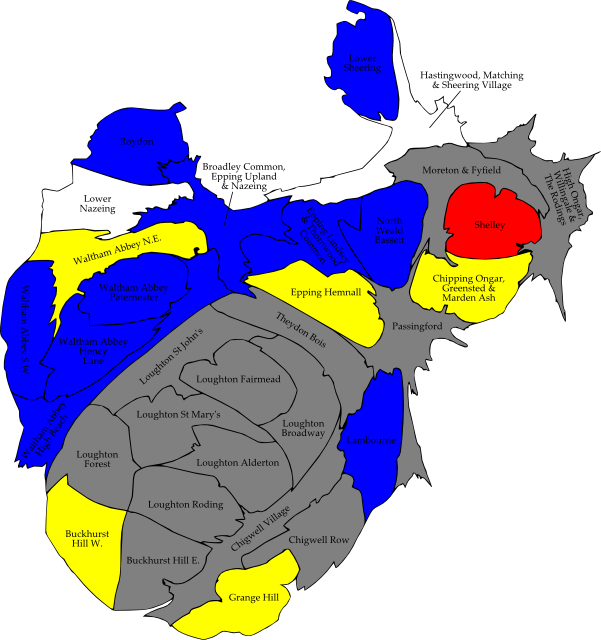 Lower
Sheering
Hastingwood, Matching
& Sheering Village
Roydon
Broadley Common,
Epping Upland
& Nazeing
Moreton & Fyfield
High Ongar,
Willingale &
The Rodings
Lower
Nazeing
Shelley
North
Weald
Bassett
Epping Lindsey
& Thornwood
Common
Waltham Abbey N.E.
Epping Hemnall
Chipping Ongar,
Greensted &
Marden Ash
Waltham Abbey
Paternoster
Waltham Abbey S.W.
Passingford
Theydon Bois
Waltham Abbey
Honey
Lane
Loughton St John's
Loughton Fairmead
Loughton St Mary's
Loughton
Broadway
Lambourne
Waltham Abbey
High Beach
Loughton
Forest
Loughton Alderton
Loughton Roding
Chigwell Village
Buckhurst
Hill W.
Chigwell Row
Buckhurst Hill E.
Grange Hill